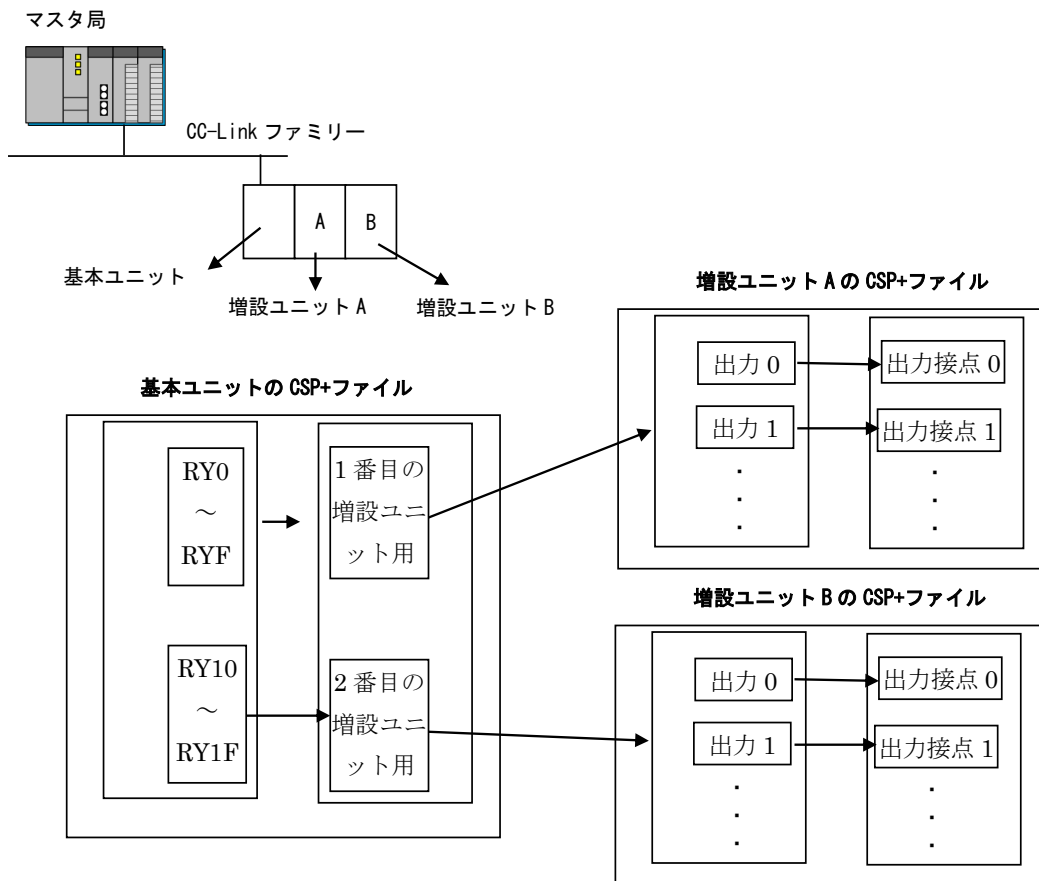 マスタ局
CC-Link ファミリー
A
B
基本ユニット
増設ユニット A
増設ユニット B
基本ユニットの CSP+ファイル
RY0
～
RYF
1 番目の
増設ユニ
ット用
RY10
～
RY1F
2 番目の
増設ユニ
ット用
増設ユニット A の CSP+ファイル
出力 0
出力接点 0
出力 1
出力接点 1
・
・
・
・
・
・
増設ユニット B の CSP+ファイル
出力 0
出力接点 0
出力 1
出力接点 1
・
・
・
・
・
・